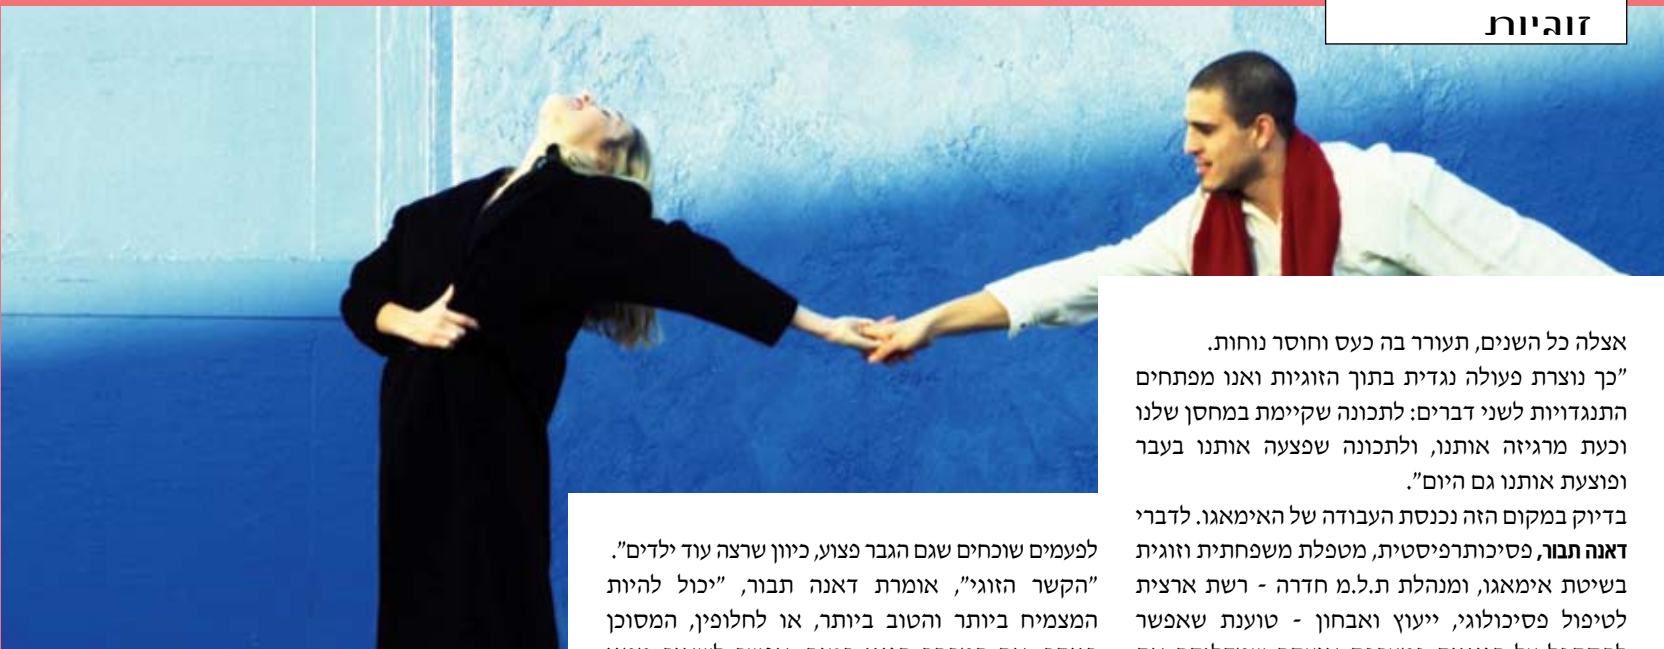 זוגיות
אצלה כל השנים, תעורר בה כעס וחוסר נוחות.
"כך נוצרת פעולה נגדית בתוך הזוגיות ואנו מפתחים
התנגדויות לשני דברים: לתכונה שקיימת במחסן שלנו
וכעת מרגיזה אותנו, ולתכונה שפצעה אותנו בעבר
ופוצעת אותנו גם היום".
בדיוק במקום הזה נכנסת העבודה של האימאגו. לדברי
דאנה תבור, פסיכותרפיסטית, מטפלת משפחתית וזוגית
בשיטת אימאגו, ומנהלת ת.ל.מ חדרה - רשת ארצית
לטיפול פסיכולוגי, ייעוץ ואבחון - טוענת שאפשר
לפעמים שוכחים שגם הגבר פצוע, כיוון שרצה עוד ילדים".
"הקשר הזוגי", אומרת דאנה תבור, "יכול להיות
המצמיח ביותר והטוב ביותר, או לחלופין, המסוכן